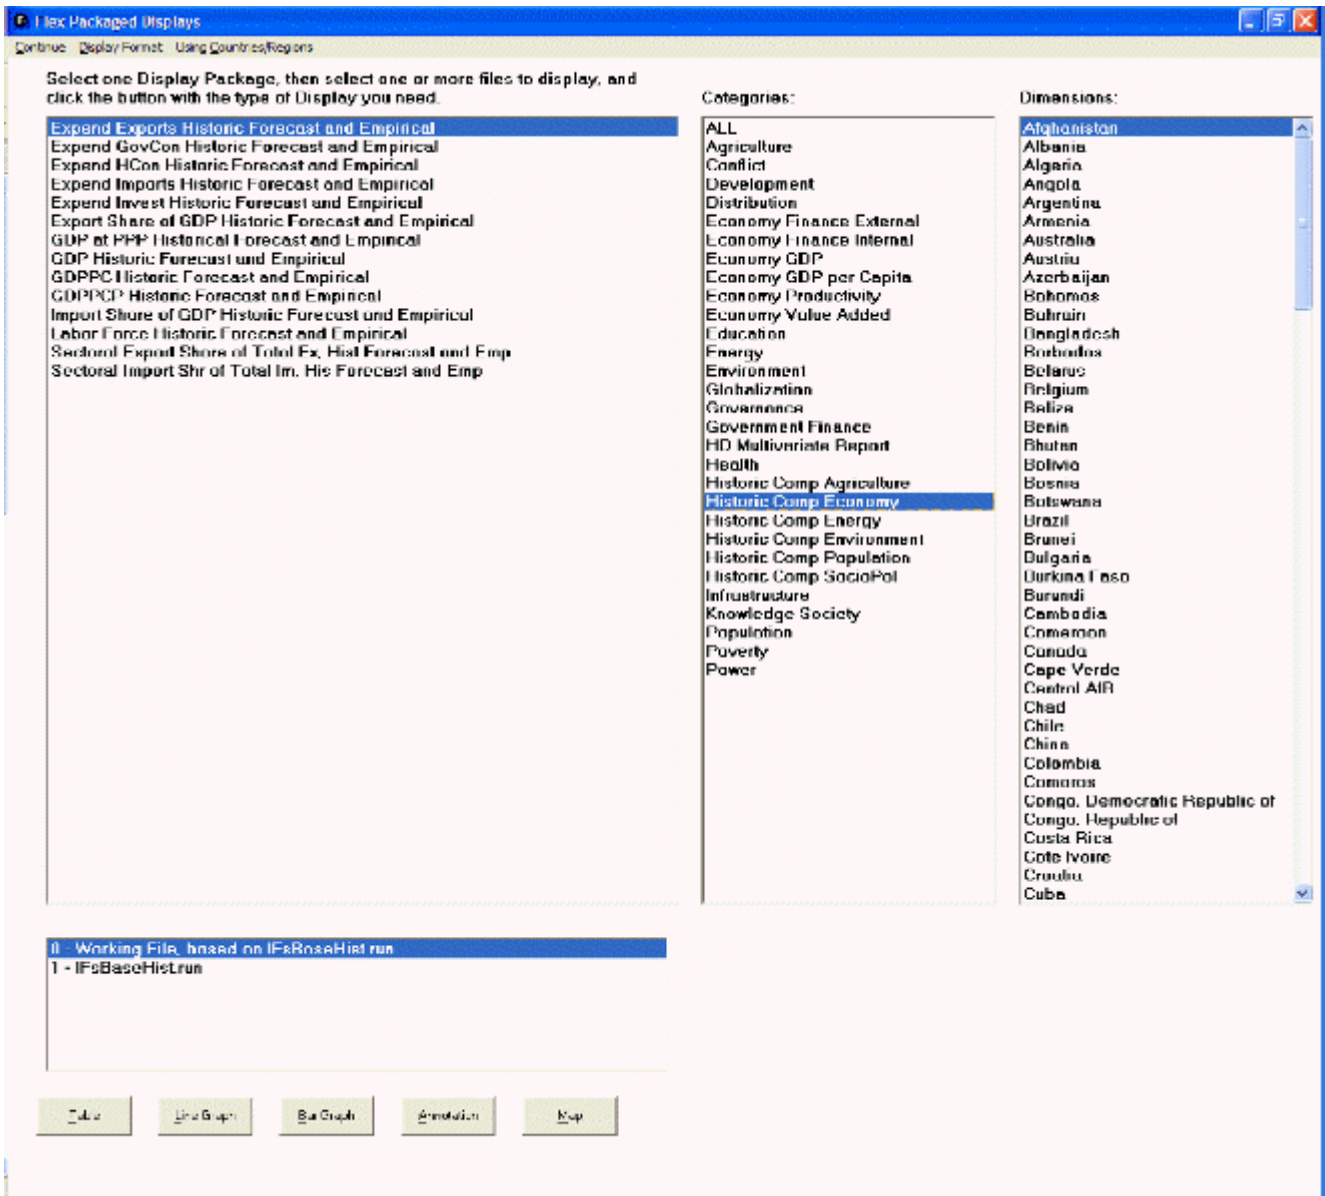 Flex Packaged Displays
Continue Display Format Using Countries/Regions
Select one Display Package, then select one or more files to display, and
click the button with the type of Display you need.
Categories:
Dimensions:
Expend Exports Historic Forecast and Empirical
Expend GovCon Historic Forecast and Empirical
Expend HCon Historic Forecast and Empirical
Expend Imports Historic Forecast and Empirical
Expend Invest Historic Forecast and Empirical
Export Share of GDP Historic Forecast and Empirical
GDP at PPP Historical Forecast and Empirical
GDP Historic Forecast and Empirical
GDPPC Historic Forecast and Empirical
GDPPCP Historic Forecast and Empirical
Import Share of GDP Historic Forecast and Empirical
Labor Force Historic Forecast and Empirical
Sectoral Export Share of Total Ex, Hist Forecast and Emp
Sectoral Import Shr of Total Im, His Forecast and Emp
ALL
Agriculture
Conflict
Development
Distribution
Economy Finance External
Economy Finance Internal
Economy GDP
Economy GDP per Capita
Economy Productivity
Economy Value Added
Education
Energy
Environment
Globalization
Governance
Government Finance
HD Multivariate Report
Health
Historic Comp Agriculture
Historic Comp Economy
Historic Comp Energy
Historic Comp Environment
Historic Comp Population
Historic Comp SocioPol
Infrastructure
Knowledge Society
Population
Poverty
Power
Afghanistan
Albania
Algeria
Angola
Argentina
Armenia
Australia
Austria
Azerbaijan
Bahamas
Bahrain
Bangladesh
Barbados
Belarus
Belgium
Belize
Benin
Bhutan
Bolivia
Bosnia
Botswana
Brazil
Brunei
Bulgaria
Burkina Faso
Burundi
Cambodia
Cameroon
Canada
Cape Verde
Central AfR
Chad
Chile
China
Colombia
Comoros
Congo, Democratic Republic of
Congo, Republic of
Costa Rica
Cote Ivoire
Croatia
Cuba
0 - Working File, based on IFsBaseHist.run
1 - IFsBaseHist.run
Table
Line Graph
Bar Graph
Annotation
Map